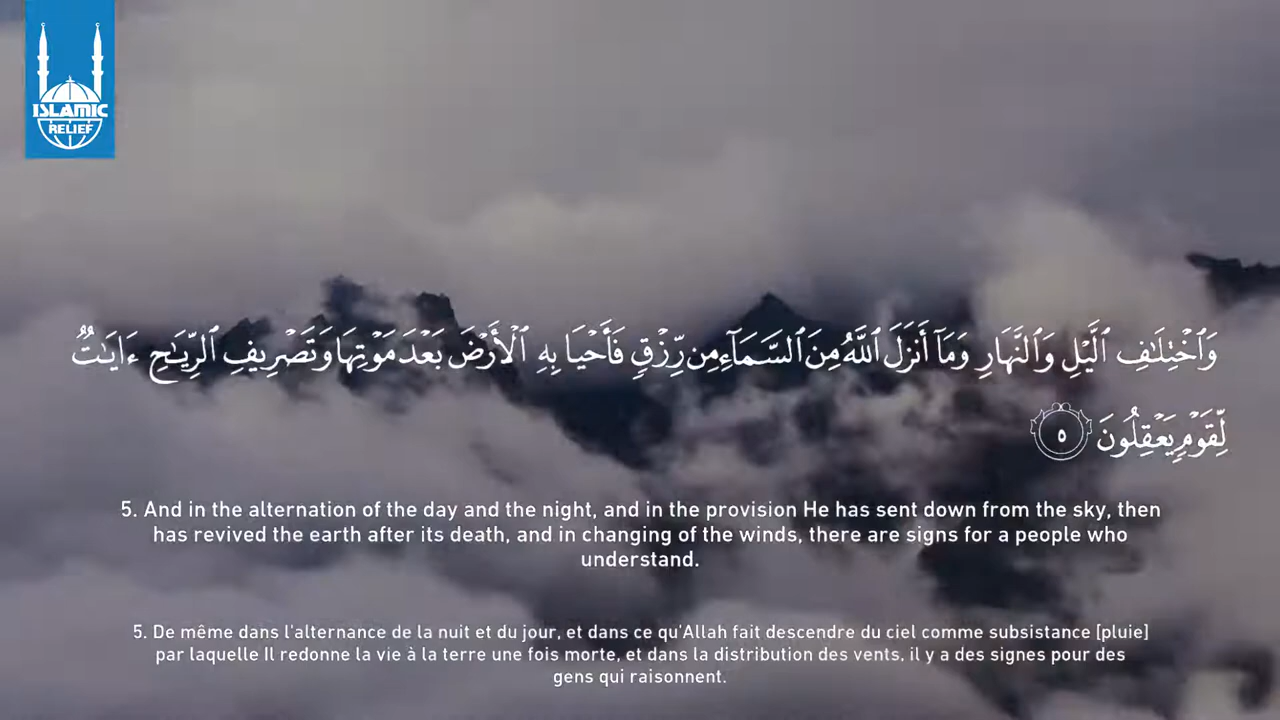 ISLAMIC
RELIEF
وَٱخْتِلَٰفِ ٱلَّيْلِ وَٱلنَّهَارِ وَمَآ أَنزَلَ ٱللَّهُ مِنَ ٱلسَّمَآءِ مِن رِّزْقٍ فَأَحْيَا بِهِ ٱلْأَرْضَ بَعْدَ مَوْتِهَا وَتَصْرِيفِ ٱلرِّيَٰحِ ءَايَٰتٌ
لِّقَوْمٍ يَعْقِلُونَ ٥
5. And in the alternation of the day and the night, and in the provision He has sent down from the sky, then
has revived the earth after its death, and in changing of the winds, there are signs for a people who
understand.
5. De même dans l'alternance de la nuit et du jour, et dans ce qu'Allah fait descendre du ciel comme subsistance [pluie]
par laquelle Il redonne la vie à la terre une fois morte, et dans la distribution des vents, il y a des signes pour des
gens qui raisonnent.